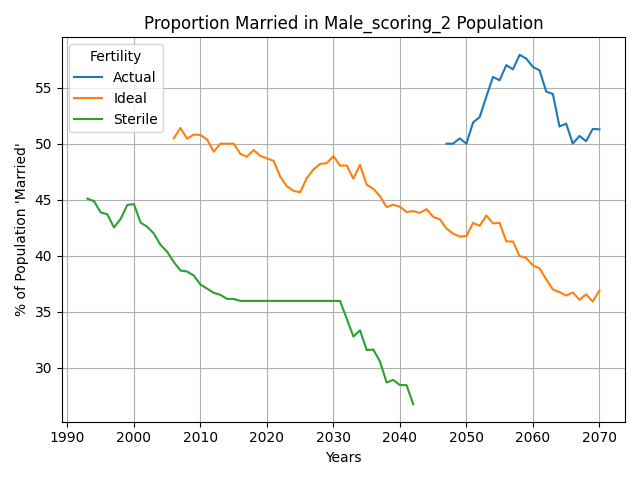 Proportion Married in Male_scoring_2 Population
Fertility
Actual
Ideal
Sterile
% of Population 'Married'
55
50
45
40
35
30
1990 2000 2010 2020 2030 2040 2050 2060 2070
Years